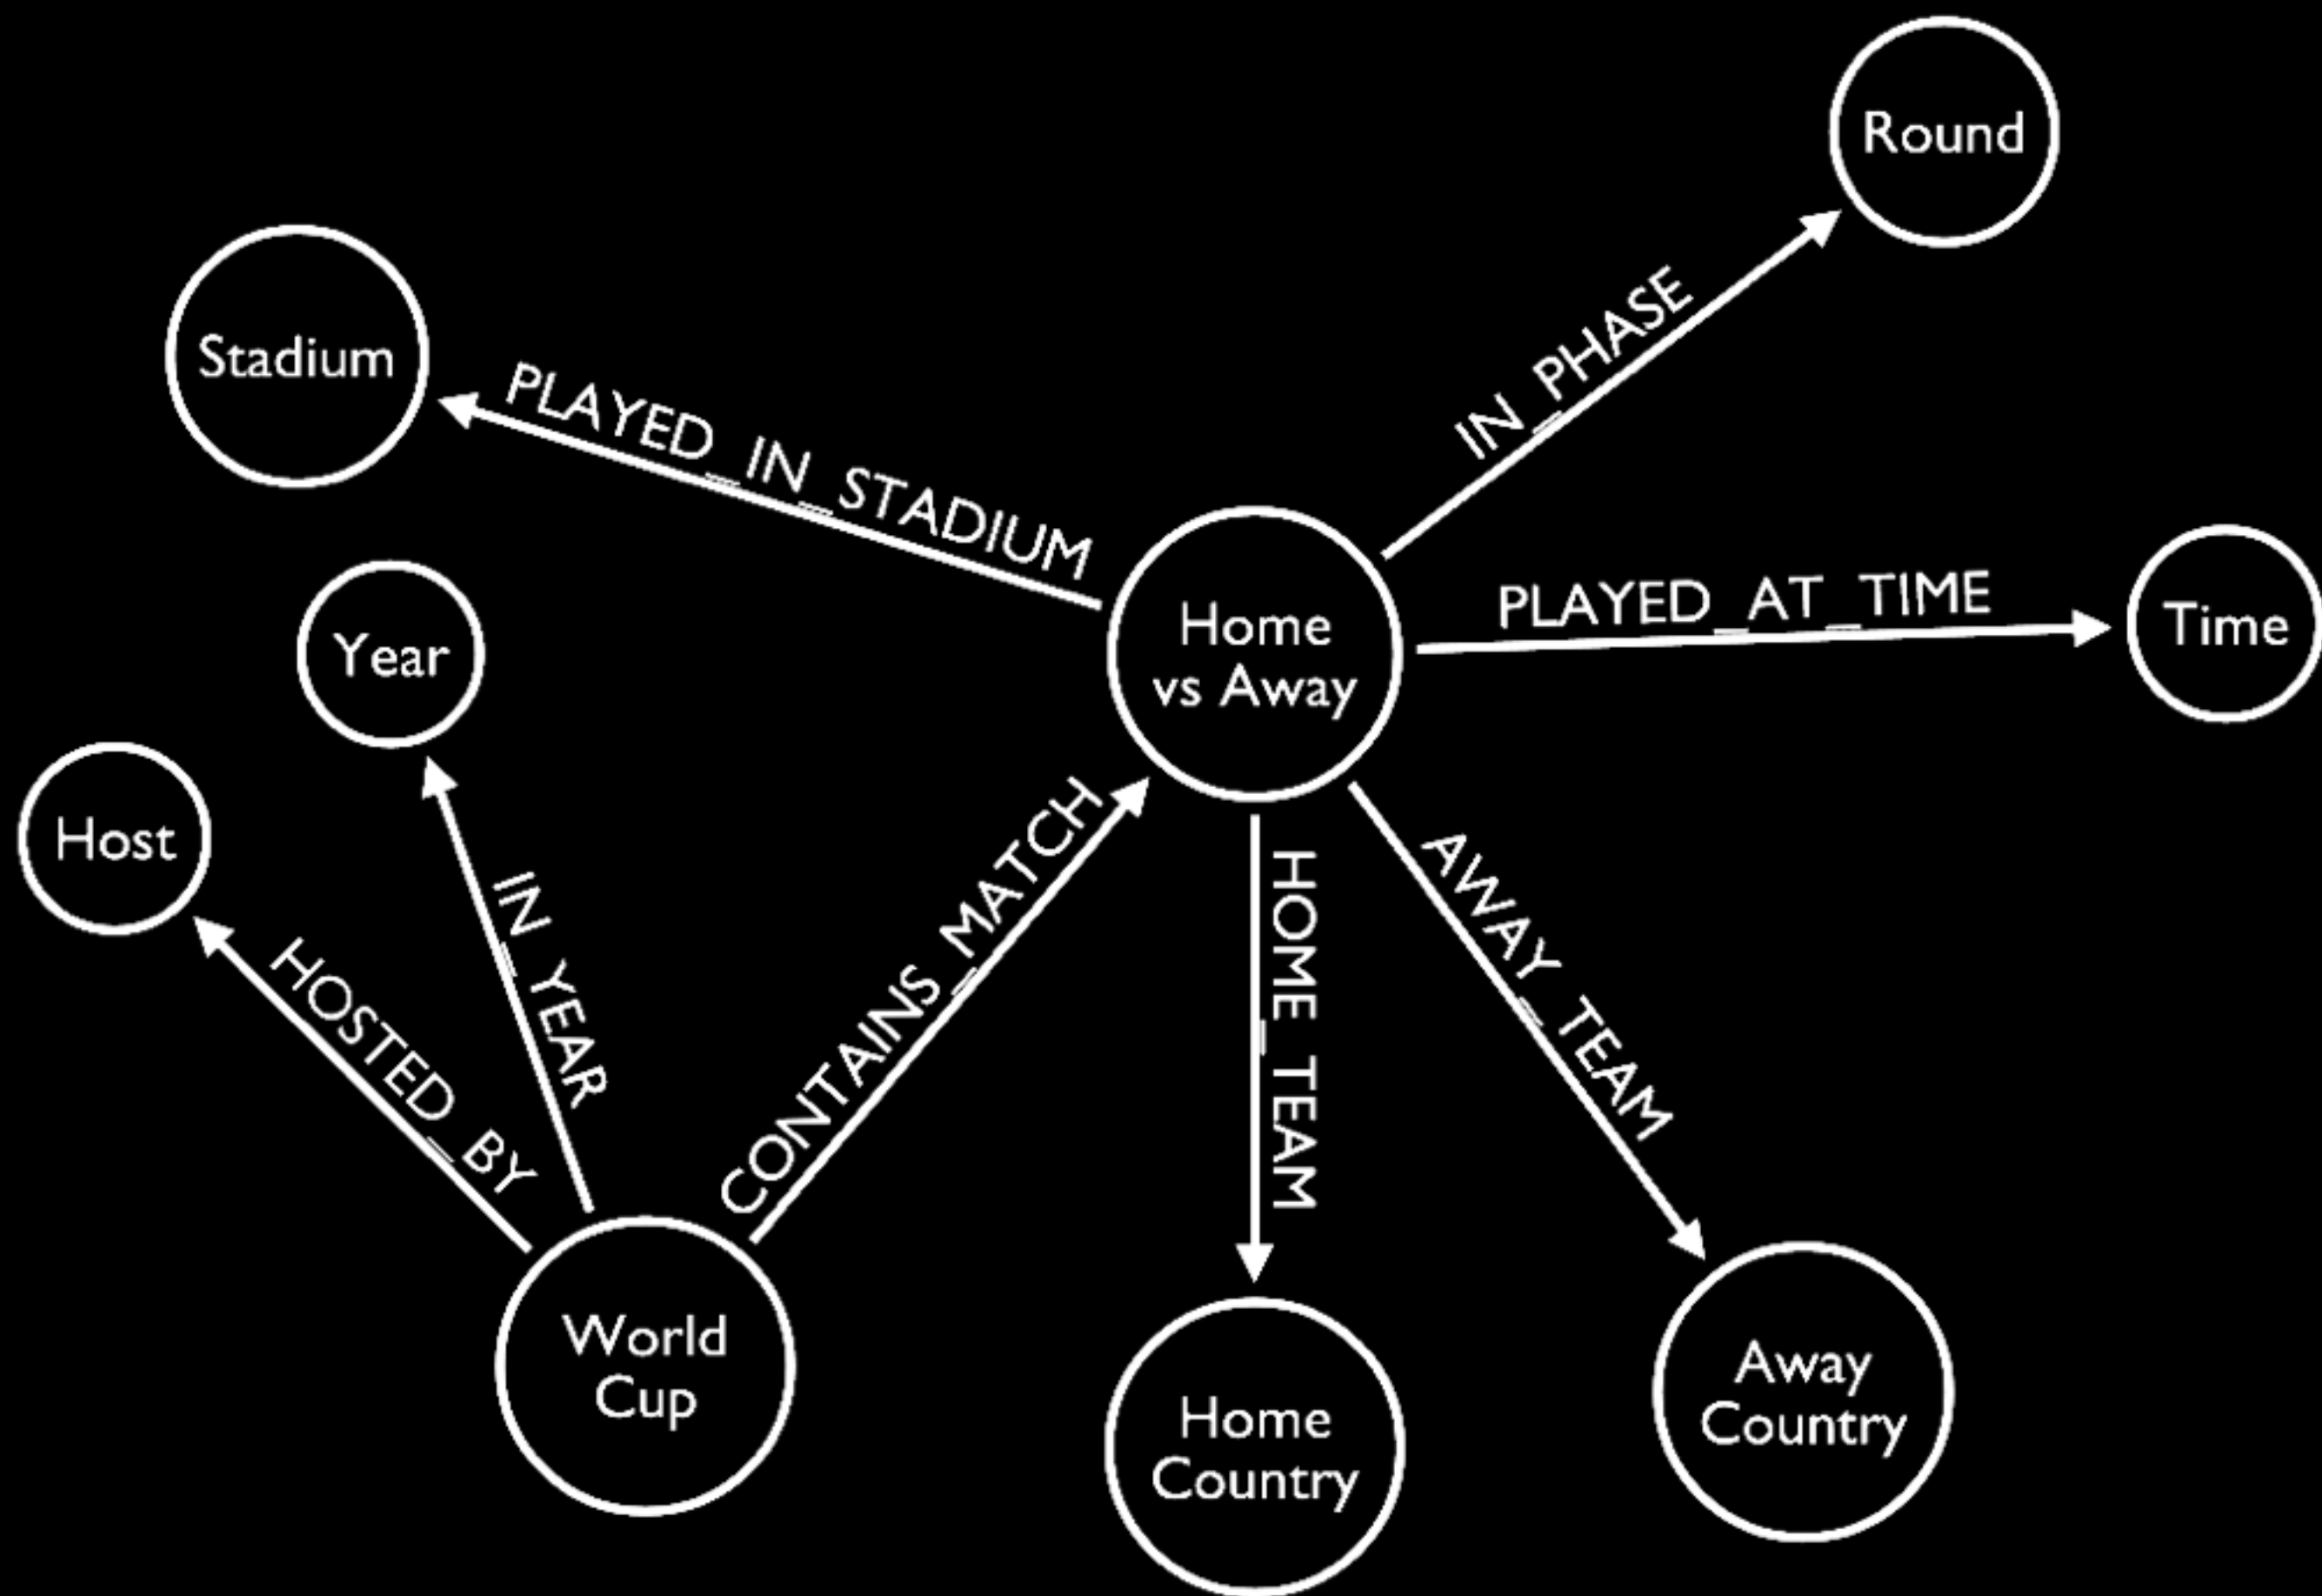 Round
Stadium
IN_PHASE
PLAYED_IN_STADIUM
Home
vs Away
PLAYED_AT_TIME
Time
Year
Host
IN_YEAR
HOSTED_BY
CONTAINS_MATCH
HOME_TEAM
AWAY_TEAM
World
Cup
Home
Country
Away
Country